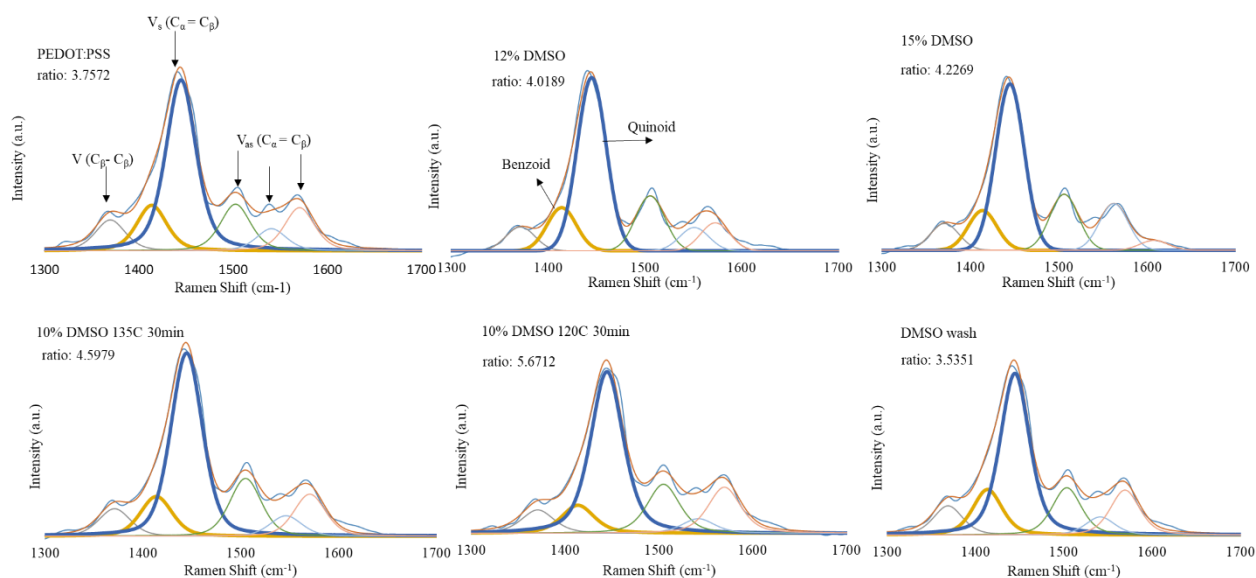 Vₛ (Cα = Cᵦ)
PEDOT:PSS
ratio: 3.7572
V (Cᵦ- Cᵦ)
Vₐₛ (Cα = Cᵦ)
Intensity (a.u.)
1300 1400 1500 1600 1700
Ramen Shift (cm-1)
12% DMSO
ratio: 4.0189
Quinoid
Benzoid
Intensity (a.u.)
1300 1400 1500 1600 1700
Ramen Shift (cm⁻¹)
15% DMSO
ratio: 4.2269
Intensity (a.u.)
1300 1400 1500 1600 1700
Ramen Shift (cm⁻¹)
10% DMSO 135C 30min
ratio: 4.5979
Intensity (a.u.)
1300 1400 1500 1600 1700
Ramen Shift (cm⁻¹)
10% DMSO 120C 30min
ratio: 5.6712
Intensity (a.u.)
1300 1400 1500 1600 1700
Ramen Shift (cm⁻¹)
DMSO wash
ratio: 3.5351
Intensity (a.u.)
1300 1400 1500 1600 1700
Ramen Shift (cm⁻¹)